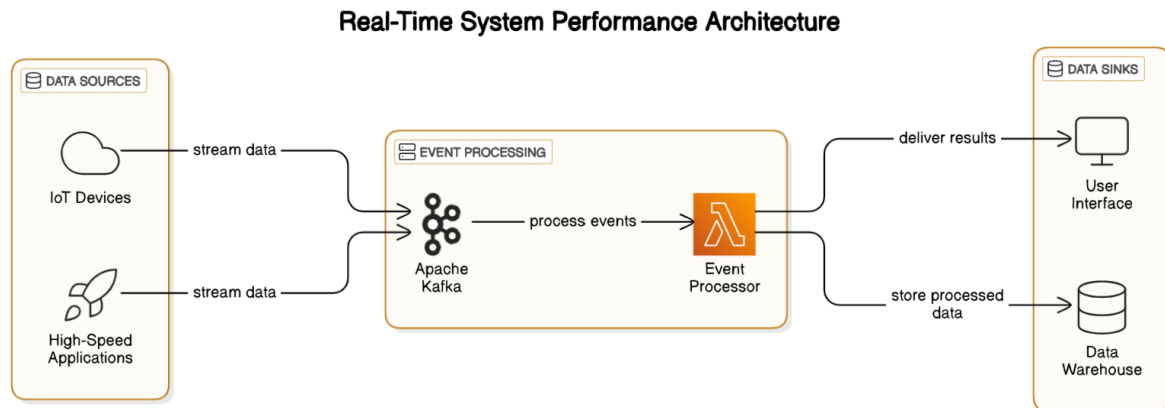 Real-Time System Performance Architecture
DATA SOURCES
IoT Devices
High-Speed
Applications
stream data
stream data
EVENT PROCESSING
Apache
Kafka
process events
Event
Processor
deliver results
store processed
data
DATA SINKS
User
Interface
Data
Warehouse